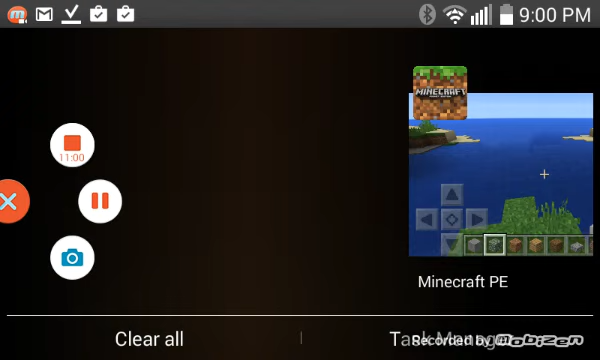 9:00 PM
MINECRAFT
11:00
Minecraft PE
Clear all
Task Manager
Recorded by mobizen